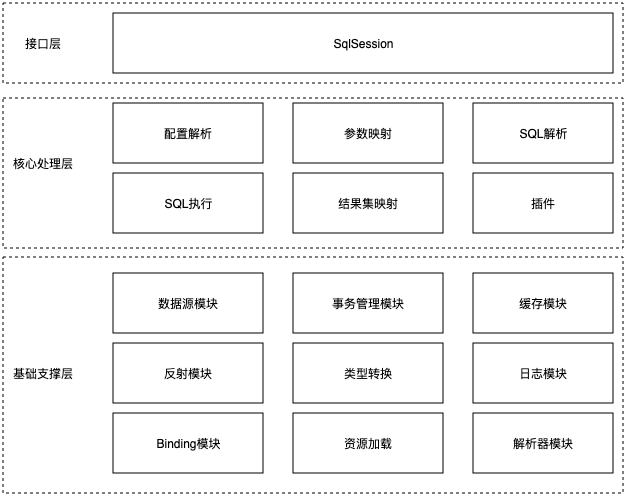 接口层
SqlSession
核心处理层
配置解析
参数映射
SQL解析
SQL执行
结果集映射
插件
基础支撑层
数据源模块
事务管理模块
缓存模块
反射模块
类型转换
日志模块
Binding模块
资源加载
解析器模块